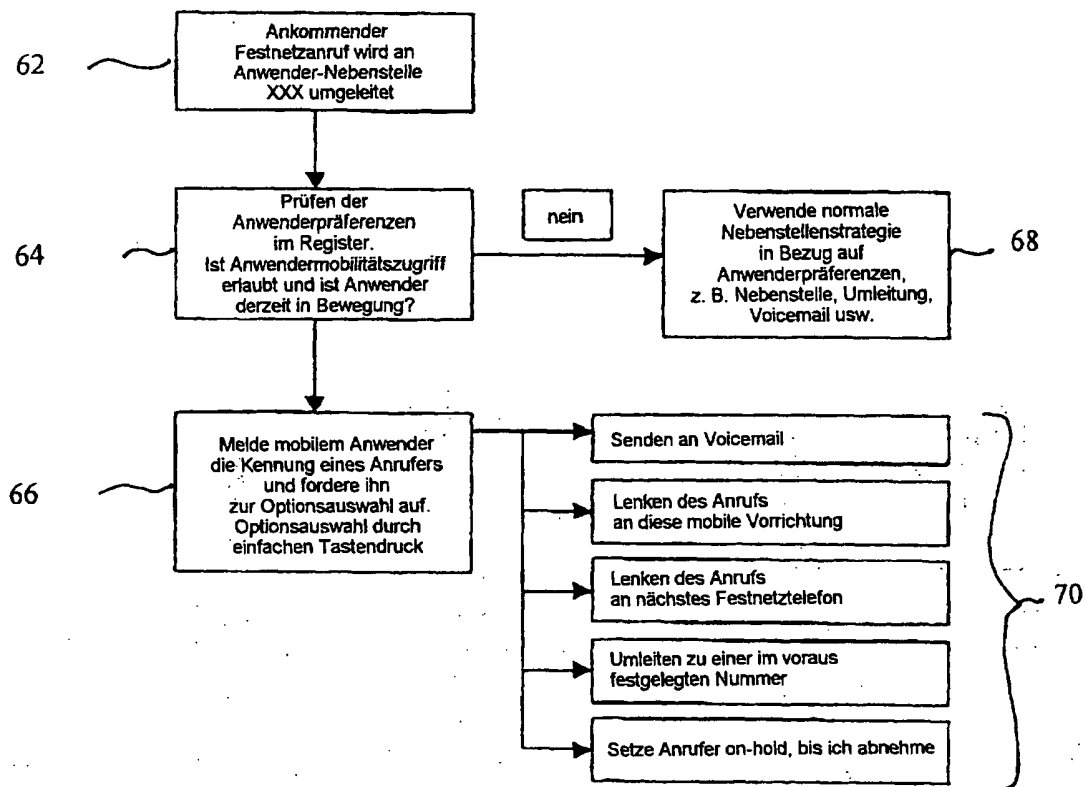 62
Ankommender
Festnetzanruf wird an
Anwender-Nebenstelle
XXX umgeleitet
64
Prüfen der
Anwenderpräferenzen
im Register.
Ist Anwendermobilitätszugriff
erlaubt und ist Anwender
derzeit in Bewegung?
nein
Verwende normale
Nebenstellenstrategie
in Bezug auf
Anwenderpräferenzen,
z. B. Nebenstelle, Umleitung,
Voicemail usw.
68
66
Melde mobilem Anwender
die Kennung eines Anrufers
und fordere ihn
zur Optionsauswahl auf.
Optionsauswahl durch
einfachen Tastendruck
Senden an Voicemail
Lenken des Anrufs
an diese mobile Vorrichtung
Lenken des Anrufs
an nächstes Festnetztelefon
Umleiten zu einer im voraus
festgelegten Nummer
Setze Anrufer on-hold, bis ich abnehme
70